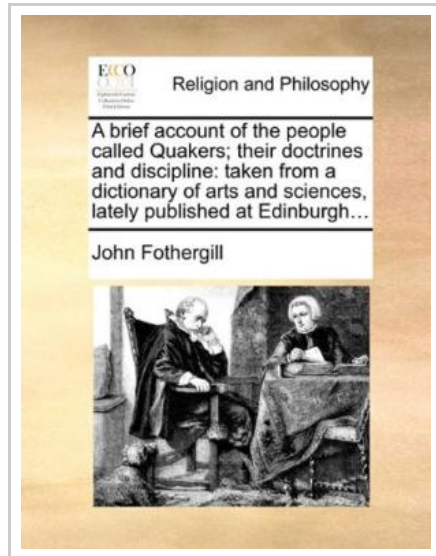 ECCO
Religion and Philosophy
A brief account of the people
called Quakers; their doctrines
and discipline: taken from a
dictionary of arts and sciences,
lately published at Edinburgh...
John Fothergill